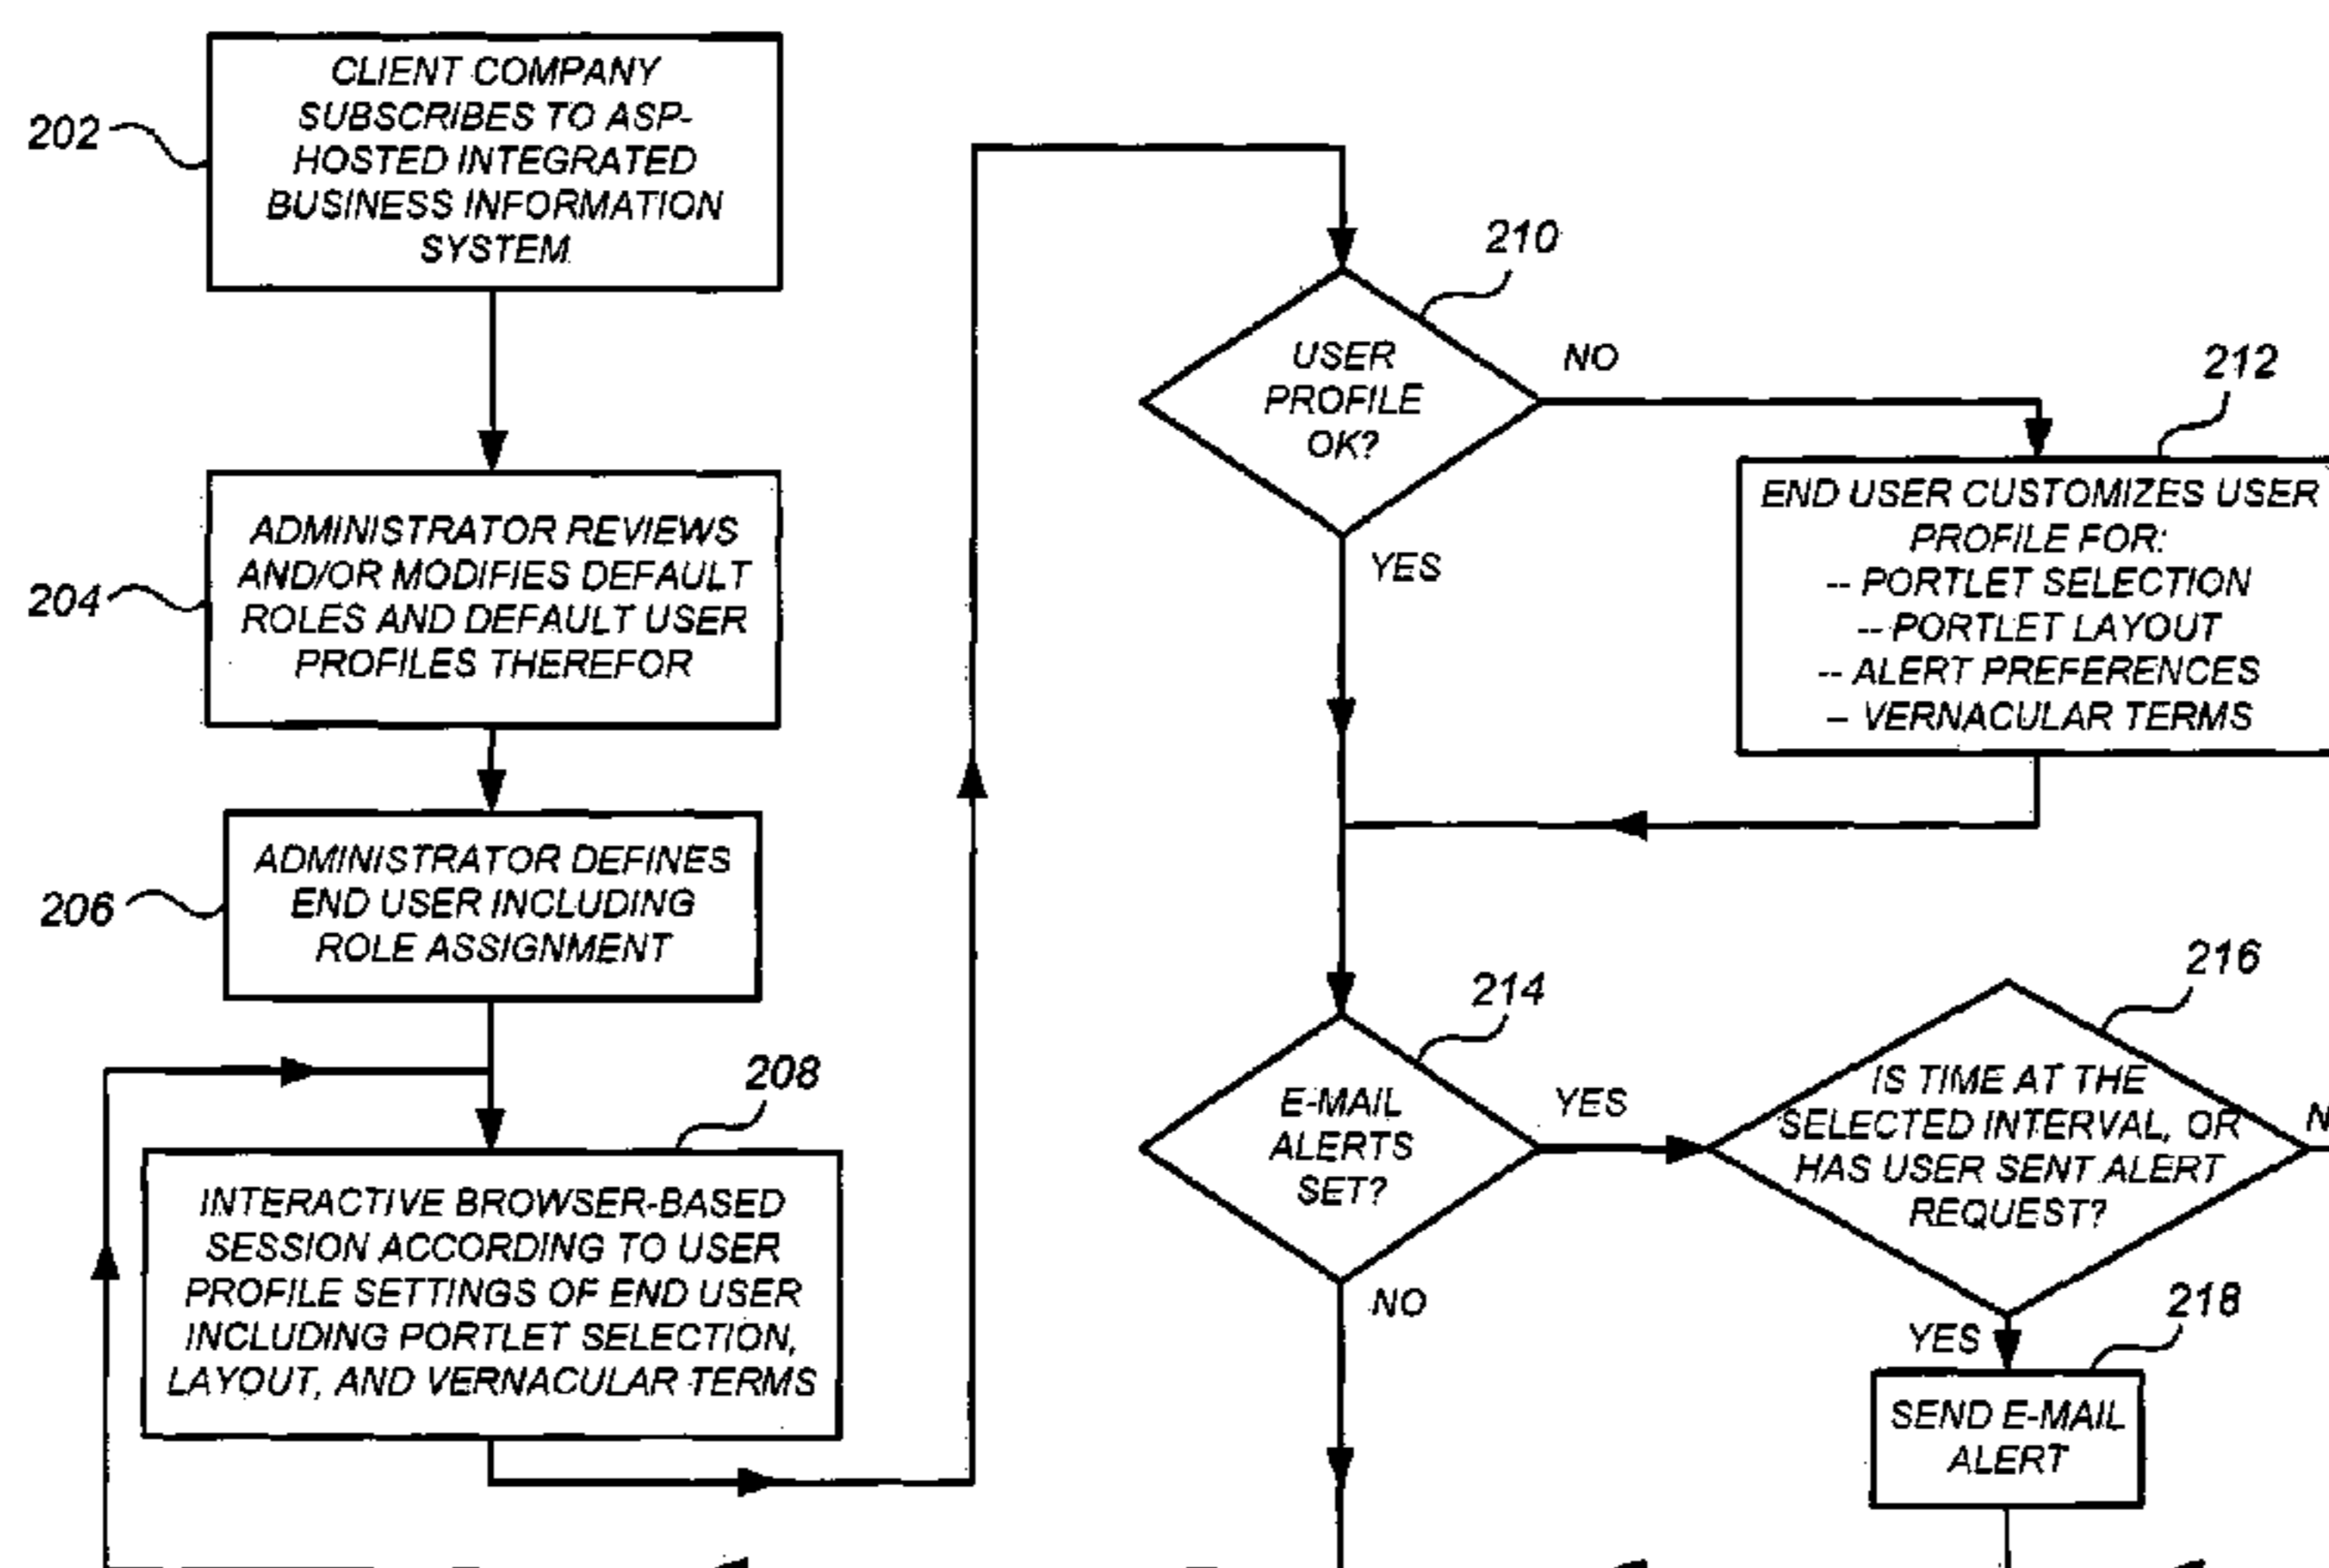 202
CLIENT COMPANY
SUBSCRIBES TO ASP-
HOSTED INTEGRATED
BUSINESS INFORMATION
SYSTEM
204
ADMINISTRATOR REVIEWS
AND/OR MODIFIES DEFAULT
ROLES AND DEFAULT USER
PROFILES THEREFOR
206
ADMINISTRATOR DEFINES
END USER INCLUDING
ROLE ASSIGNMENT
208
INTERACTIVE BROWSER-BASED
SESSION ACCORDING TO USER
PROFILE SETTINGS OF END USER
INCLUDING PORTLET SELECTION,
LAYOUT, AND VERNACULAR TERMS
210
USER
PROFILE
OK?
NO
YES
212
END USER CUSTOMIZES USER
PROFILE FOR:
-- PORTLET SELECTION
-- PORTLET LAYOUT
-- ALERT PREFERENCES
– VERNACULAR TERMS
214
E-MAIL
ALERTS
SET?
YES
NO
216
IS TIME AT THE
SELECTED INTERVAL, OR
HAS USER SENT ALERT
REQUEST?
YES
218
SEND E-MAIL
ALERT